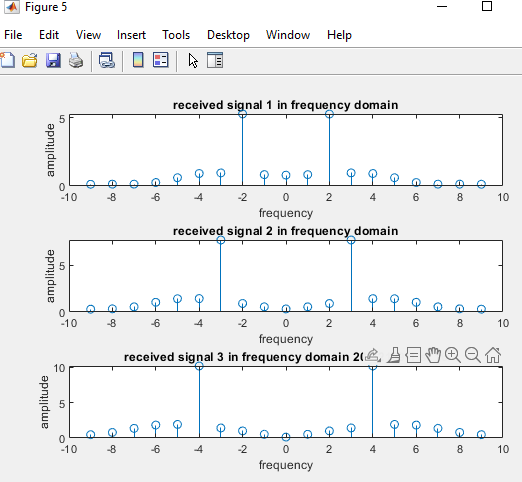 Figure 5
File Edit View Insert Tools Desktop Window Help
received signal 1 in frequency domain
amplitude
5
0
-10 -8 -6 -4 -2 0 2 4 6 8 10
frequency
received signal 2 in frequency domain
amplitude
5
0
-10 -8 -6 -4 -2 0 2 4 6 8 10
frequency
received signal 3 in frequency domain
amplitude
10
5
0
-10 -8 -6 -4 -2 0 2 4 6 8 10
frequency